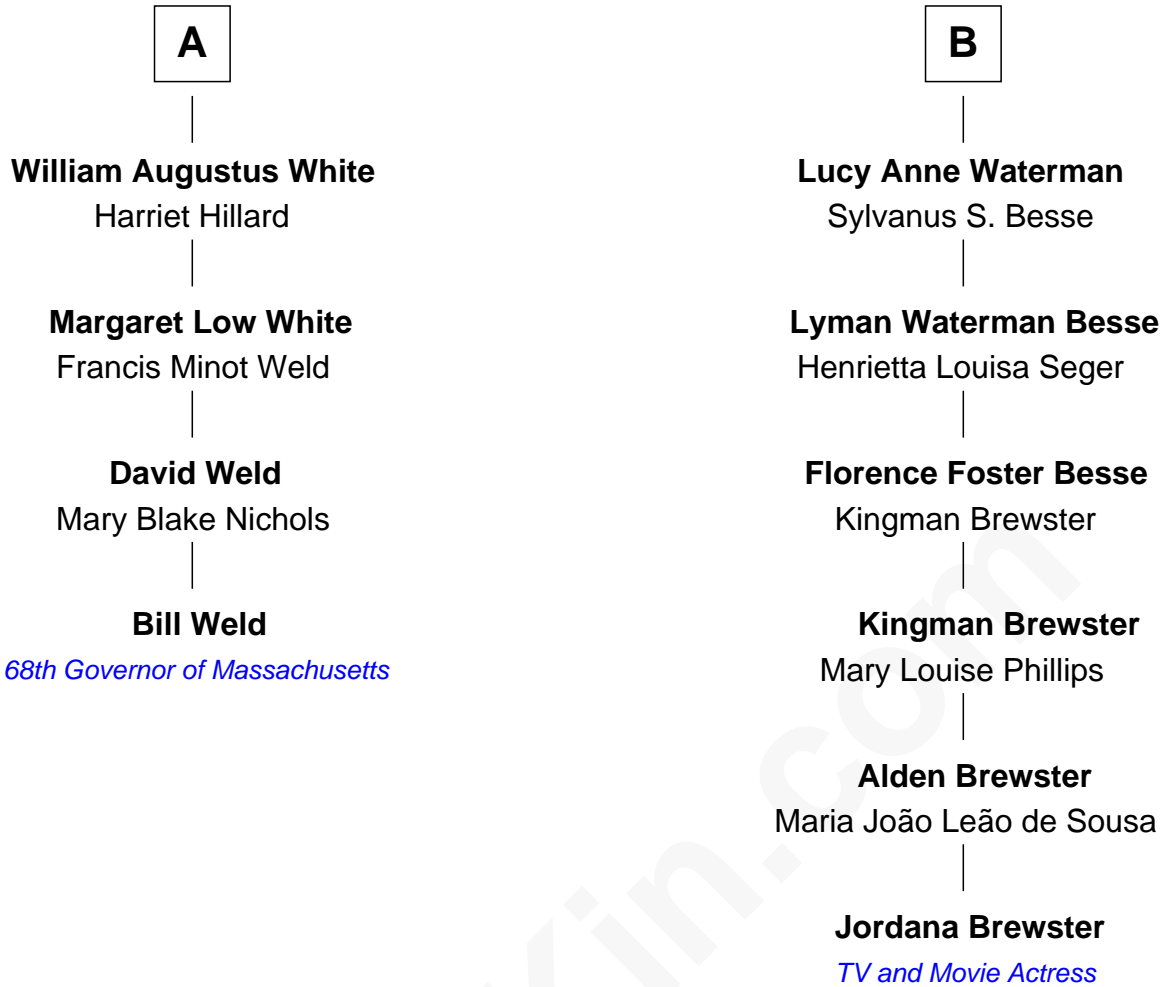 A
William Augustus White
Harriet Hillard
Margaret Low White
Francis Minot Weld
David Weld
Mary Blake Nichols
Bill Weld
68th Governor of Massachusetts
B
Lucy Anne Waterman
Sylvanus S. Besse
Lyman Waterman Besse
Henrietta Louisa Seger
Florence Foster Besse
Kingman Brewster
Kingman Brewster
Mary Louise Phillips
Alden Brewster
Maria João Leão de Sousa
Jordana Brewster
TV and Movie Actress
Kin.com